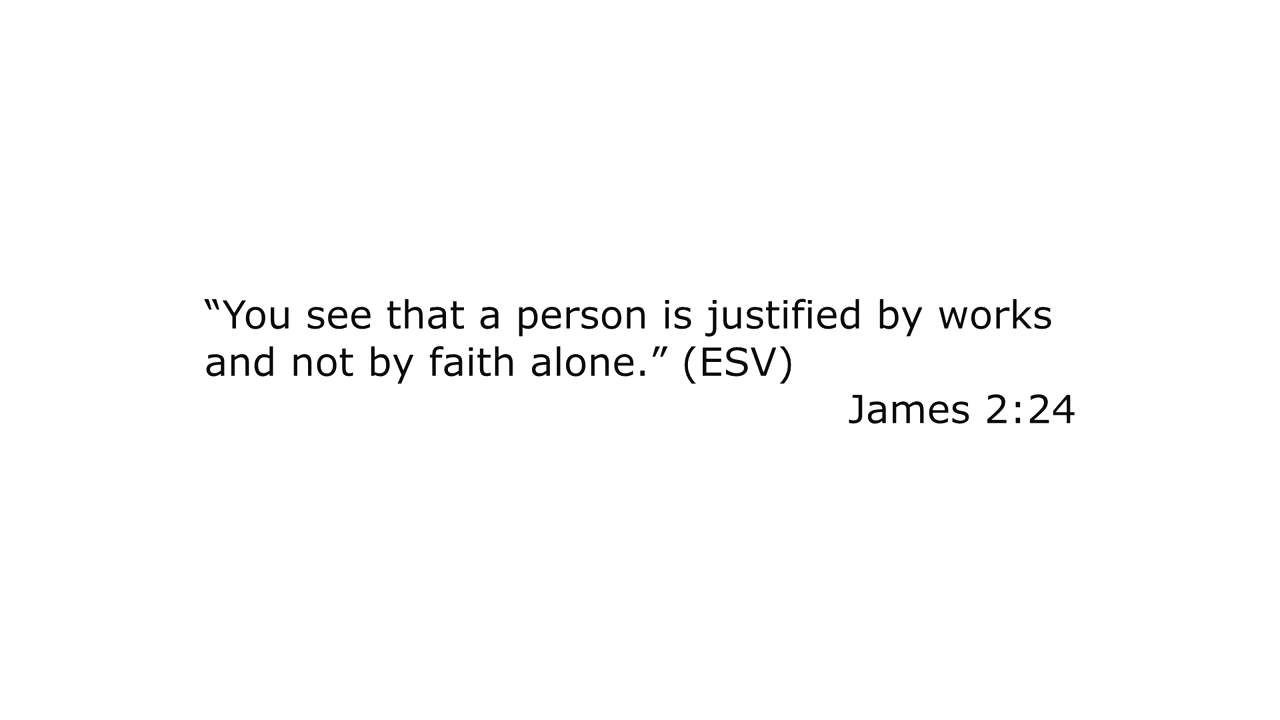 “You see that a person is justified by works
and not by faith alone.” (ESV)
James 2:24